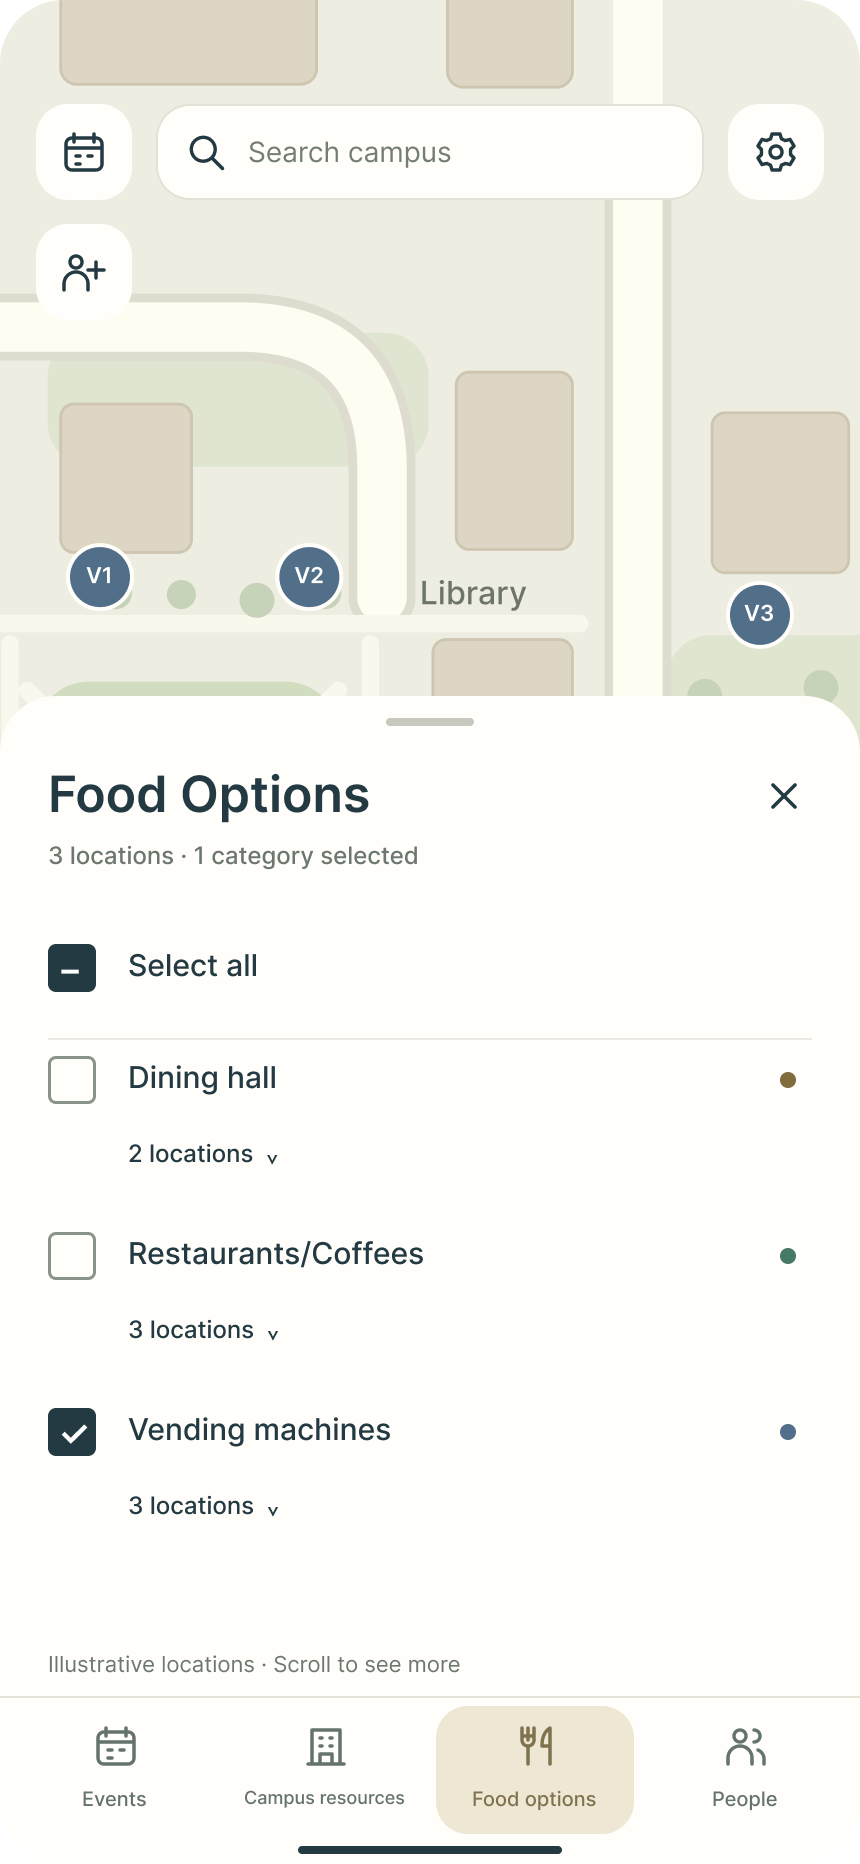 Search campus
V1
V2
Library
V3
Food Options
3 locations · 1 category selected
Select all
Dining hall
2 locations
Restaurants/Coffees
3 locations
Vending machines
3 locations
Illustrative locations · Scroll to see more
Events
Campus resources
Food options
People